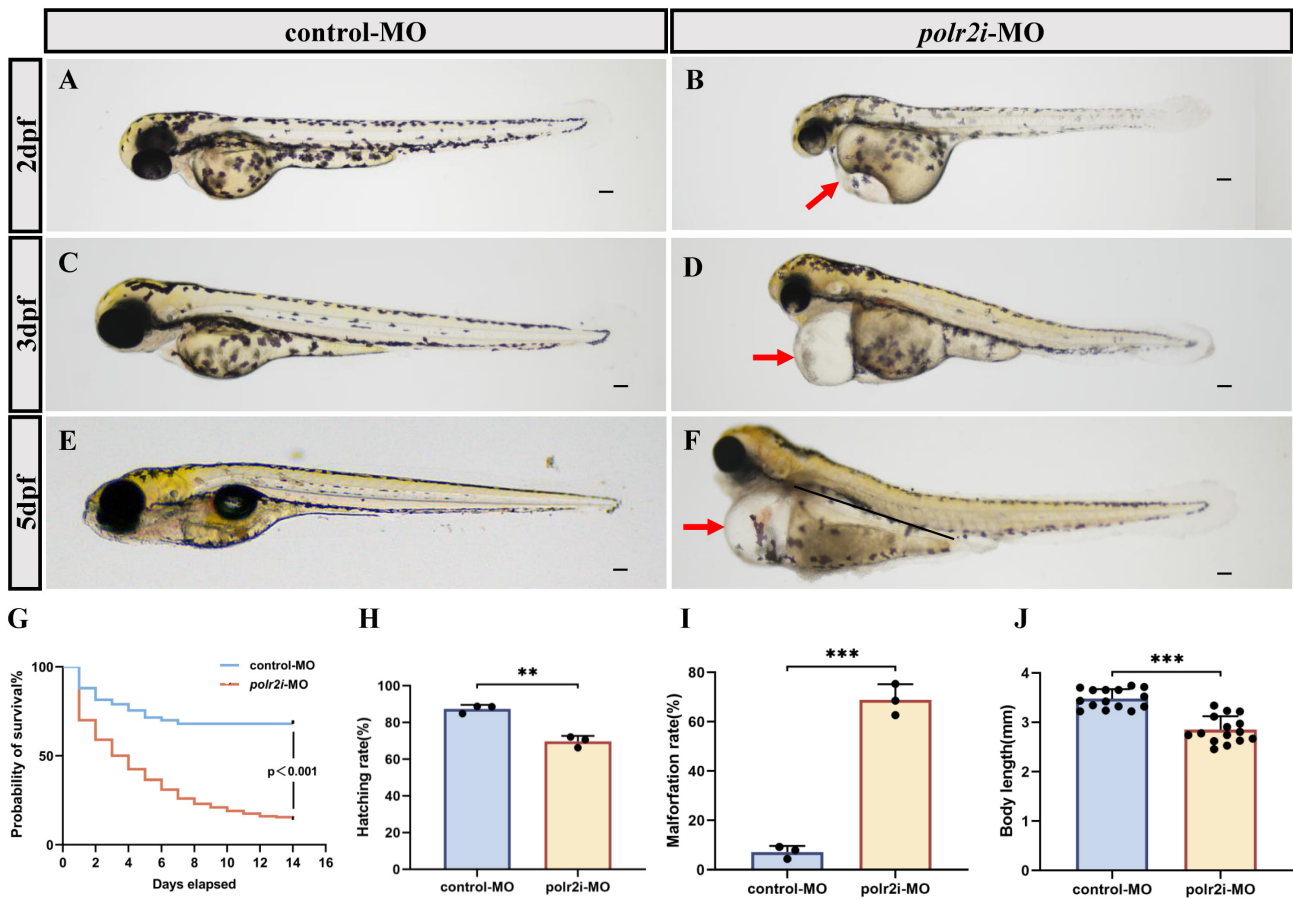 control-MO
polr2i-MO
2dpf
A
B
3dpf
C
D
5dpf
E
F
G
H
I
J
Probability of survival%
100
50
0
0 2 4 6 8 10 12 14 16
Days elapsed
control-MO
polr2i-MO
p<0.001
Hatching rate(%)
100
80
60
40
20
0
**
control-MO polr2i-MO
Malforfation rate(%)
80
60
40
20
0
***
control-MO polr2i-MO
Body length(mm)
4
3
2
1
0
***
control-MO polr2i-MO